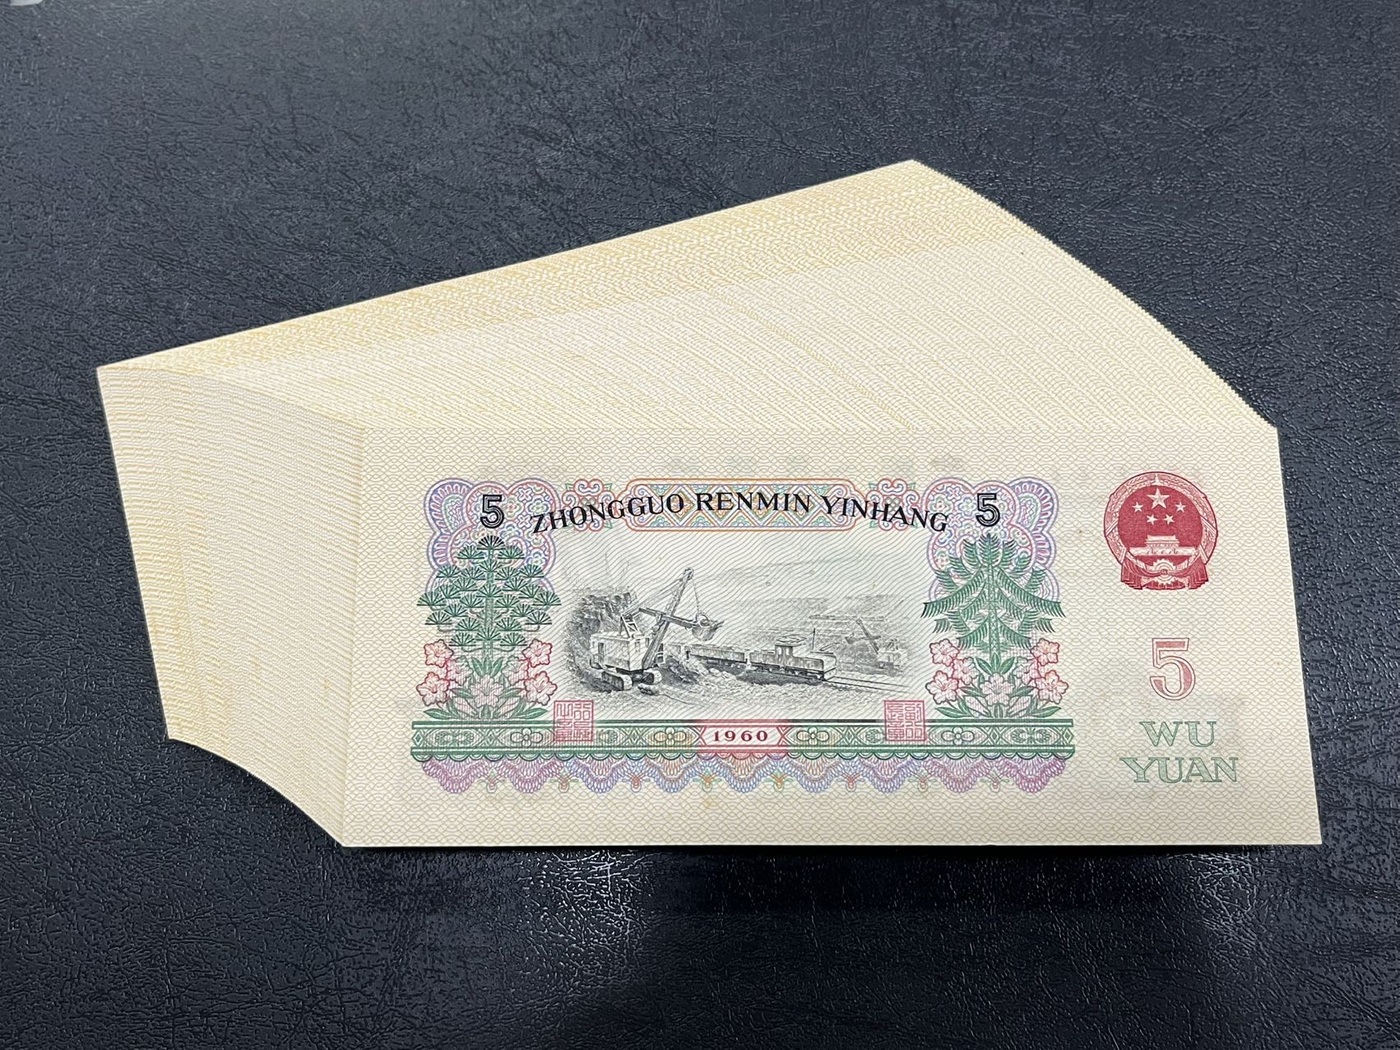 5 ZHONGGUO RENMIN YINHANG 5
1960
5
WU
YUAN